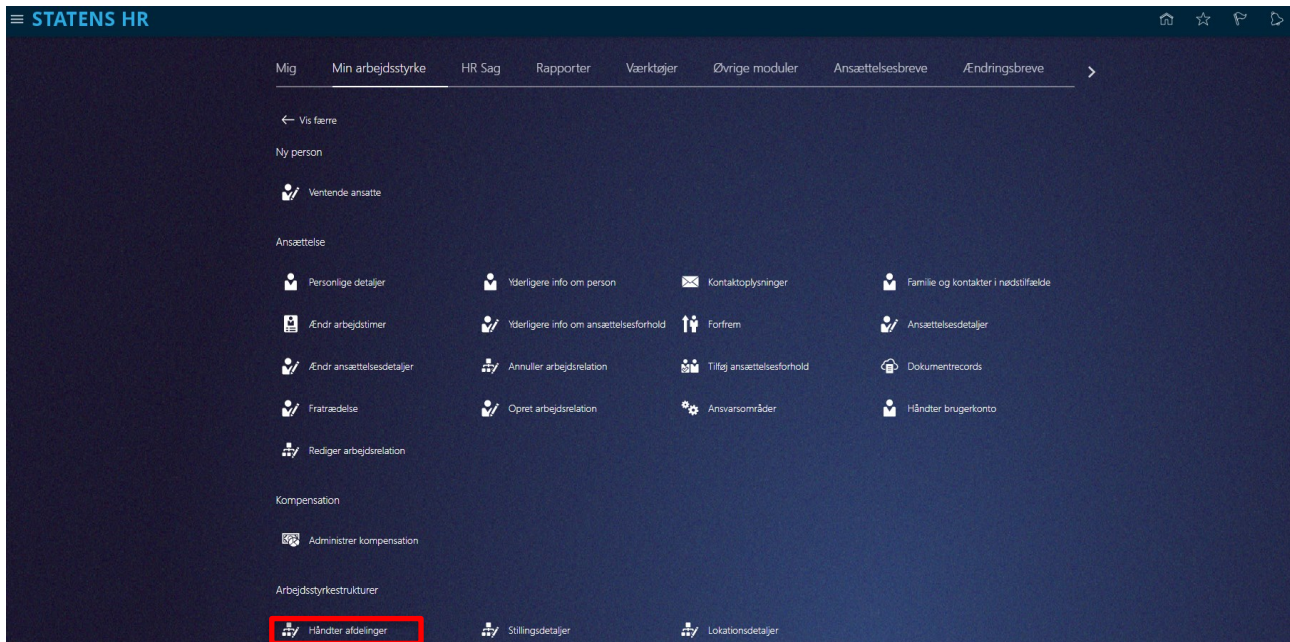 STATENS HR
Mig Min arbejdsstyrke HR Sag Rapporter Værktøjer Øvrige moduler Ansættelsesbreve Ændringsbreve
Vis færre
Ny person
Ventende ansatte
Ansættelse
Personlige detaljer Yderligere info om person Kontaktoplysninger Familie og kontakter i nødstilfælde
Ændr arbejdstimer Yderligere info om ansættelsesforhold Forfrem Ansættelsesdetaljer
Ændr ansættelsesdetaljer Annuller arbejdsrelation Tilføj ansættelsesforhold Dokumentrecords
Fratrædelse Opret arbejdsrelation Ansvarsområder Håndter brugerkonto
Rediger arbejdsrelation
Kompensation
Administrer kompensation
Arbejdsstyrkestrukturer
Håndter afdelinger Stillingsdetaljer Lokationsdetaljer